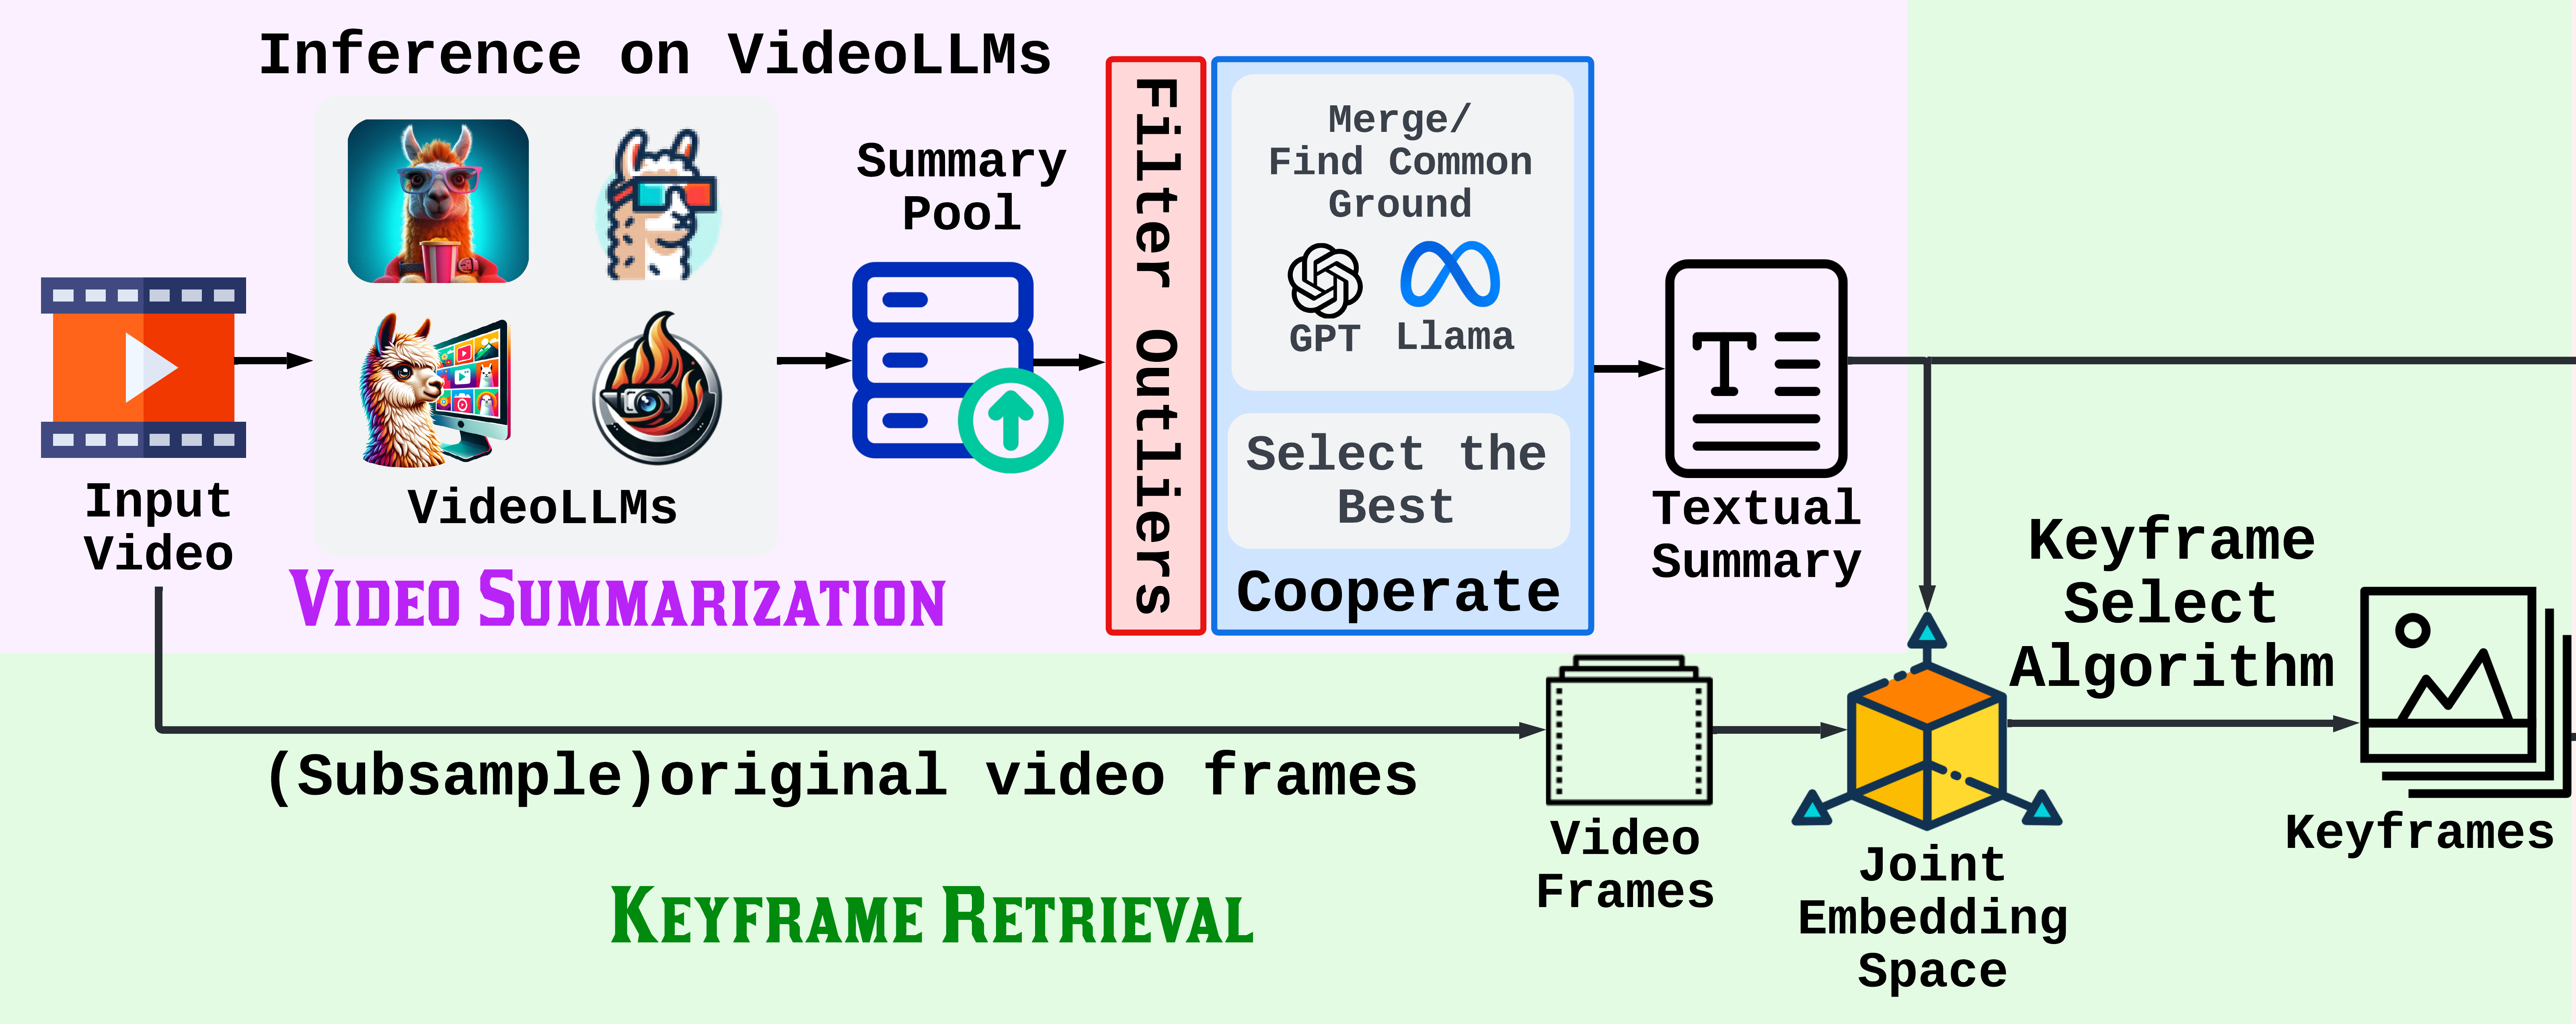 Inference on VideoLLMs
VideoLLMs
Input
Video
Summary
Pool
Filter Outliers
Merge/
Find Common
Ground
GPT
Llama
Select the
Best
Cooperate
Textual
Summary
VIDEO SUMMARIZATION
(Subsample)original video frames
Video
Frames
Joint
Embedding
Space
Keyframe
Select
Algorithm
Keyframes
KEYFRAME RETRIEVAL